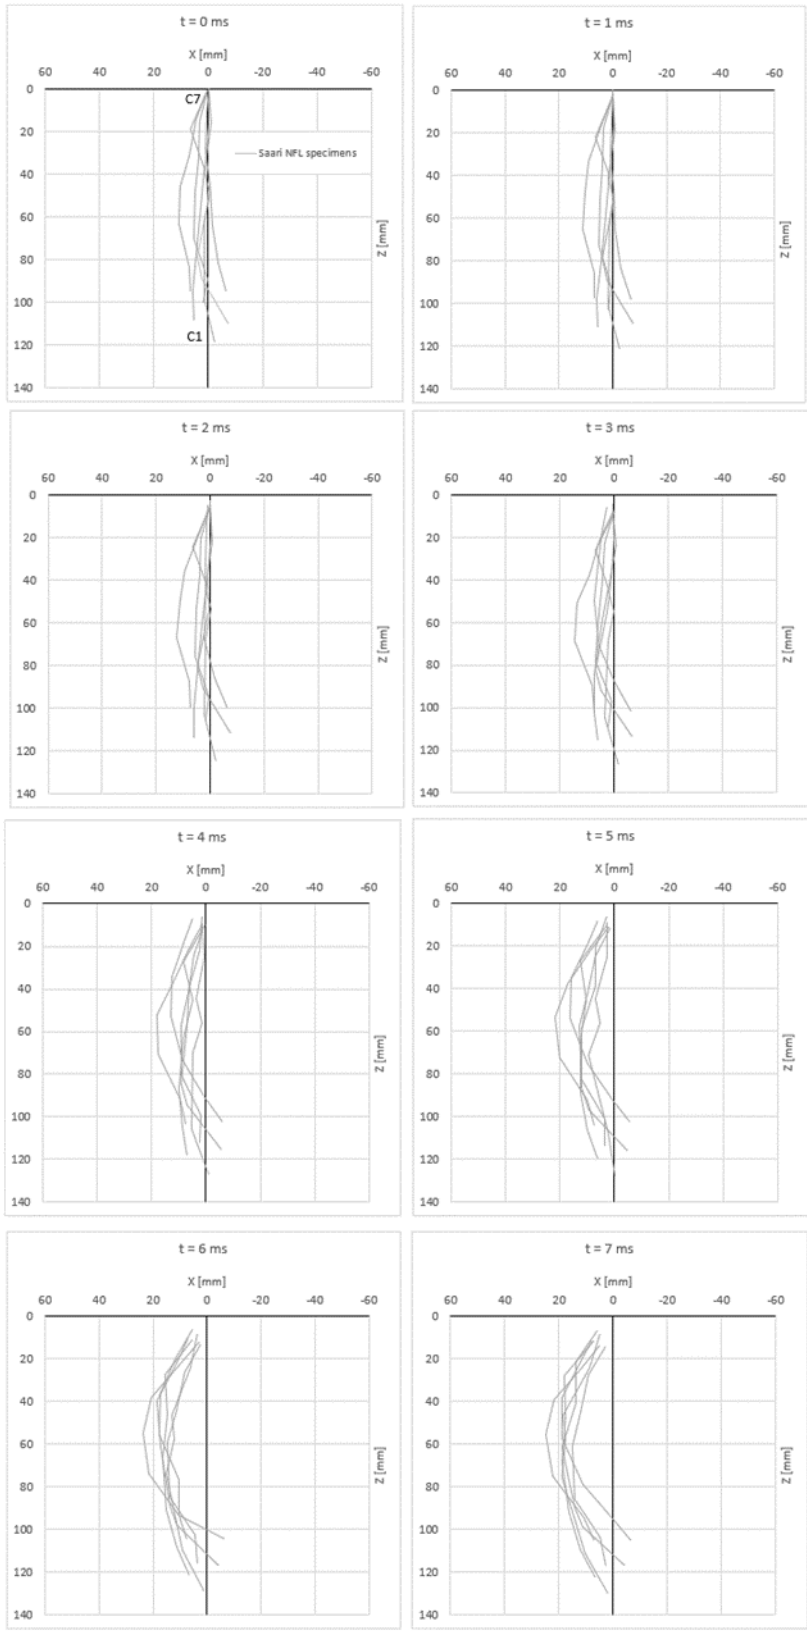 t = 0 ms
X [mm]
60 40 20 0 -20 -40 -60
0
C7
20
Saari NFL specimens
40
60
Z [mm]
80
100
C1
120
140
t = 1 ms
X [mm]
60 40 20 0 -20 -40 -60
0
20
40
60
Z [mm]
80
100
120
140
t = 2 ms
X [mm]
60 40 20 0 -20 -40 -60
0
20
40
60
Z [mm]
80
100
120
140
t = 3 ms
X [mm]
60 40 20 0 -20 -40 -60
0
20
40
60
Z [mm]
80
100
120
140
t = 4 ms
X [mm]
60 40 20 0 -20 -40 -60
0
20
40
60
Z [mm]
80
100
120
140
t = 5 ms
X [mm]
60 40 20 0 -20 -40 -60
0
20
40
60
Z [mm]
80
100
120
140
t = 6 ms
X [mm]
60 40 20 0 -20 -40 -60
0
20
40
60
Z [mm]
80
100
120
140
t = 7 ms
X [mm]
60 40 20 0 -20 -40 -60
0
20
40
60
Z [mm]
80
100
120
140